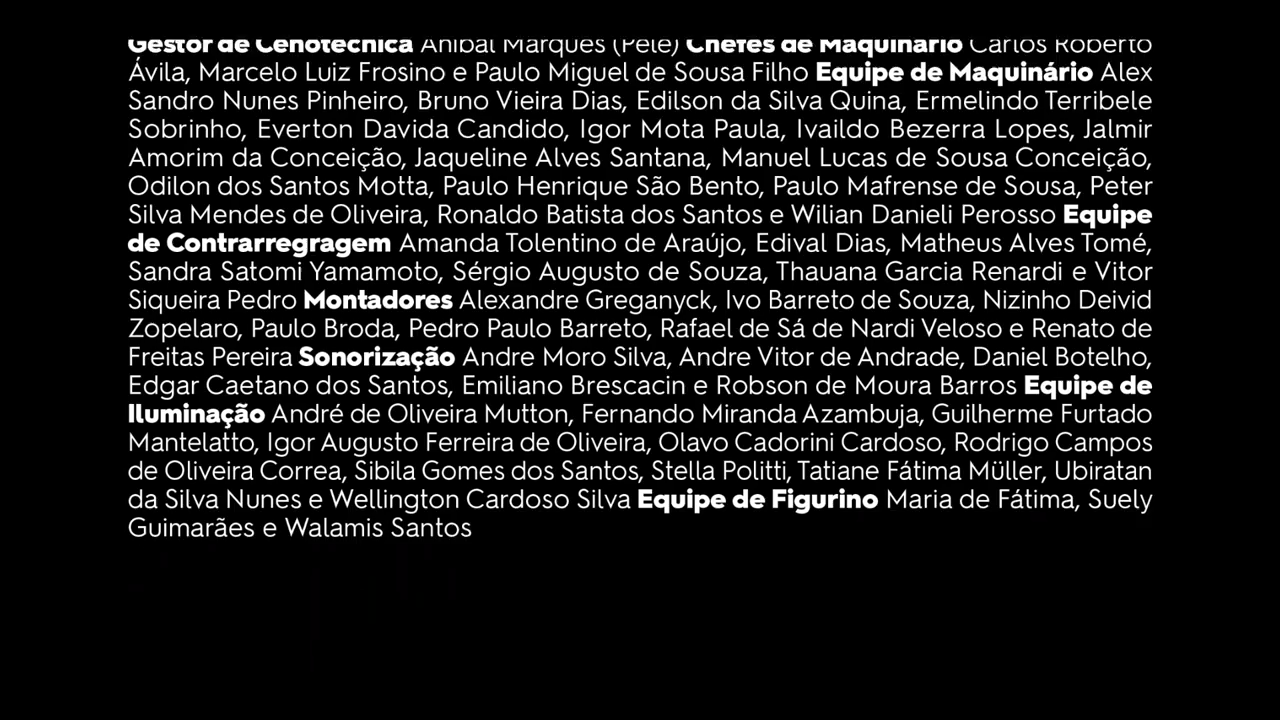 Gestor de Cenotécnica Aníbal Marques (Pelé) Chefes de Maquinário Carlos Roberto
Ávila, Marcelo Luiz Frosino e Paulo Miguel de Sousa Filho Equipe de Maquinário Alex
Sandro Nunes Pinheiro, Bruno Vieira Dias, Edilson da Silva Quina, Ermelindo Terribele
Sobrinho, Everton Davida Candido, Igor Mota Paula, Ivaildo Bezerra Lopes, Jalmir
Amorim da Conceição, Jaqueline Alves Santana, Manuel Lucas de Sousa Conceição,
Odilon dos Santos Motta, Paulo Henrique São Bento, Paulo Mafrense de Sousa, Peter
Silva Mendes de Oliveira, Ronaldo Batista dos Santos e Wilian Danieli Perosso Equipe
de Contrarregragem Amanda Tolentino de Araújo, Edival Dias, Matheus Alves Tomé,
Sandra Satomi Yamamoto, Sérgio Augusto de Souza, Thauana Garcia Renardi e Vitor
Siqueira Pedro Montadores Alexandre Greganyck, Ivo Barreto de Souza, Nizinho Deivid
Zopelaro, Paulo Broda, Pedro Paulo Barreto, Rafael de Sá de Nardi Veloso e Renato de
Freitas Pereira Sonorização Andre Moro Silva, Andre Vitor de Andrade, Daniel Botelho,
Edgar Caetano dos Santos, Emiliano Brescacin e Robson de Moura Barros Equipe de
Iluminação André de Oliveira Mutton, Fernando Miranda Azambuja, Guilherme Furtado
Mantelatto, Igor Augusto Ferreira de Oliveira, Olavo Cadorini Cardoso, Rodrigo Campos
de Oliveira Correa, Sibila Gomes dos Santos, Stella Politti, Tatiane Fátima Müller, Ubiratan
da Silva Nunes e Wellington Cardoso Silva Equipe de Figurino Maria de Fátima, Suely
Guimarães e Walamis Santos